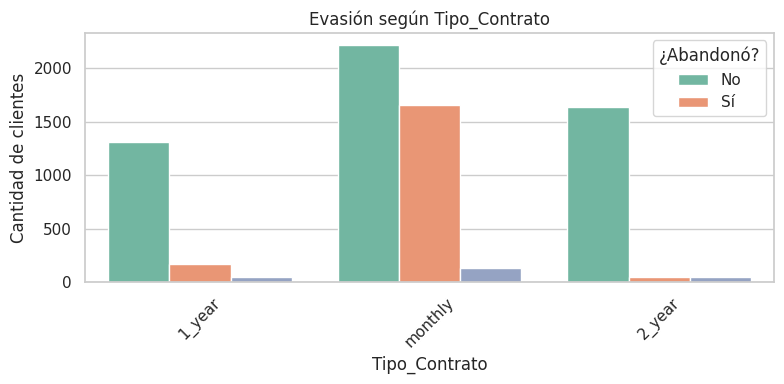 Evasión según Tipo_Contrato
¿Abandonó?
No
Sí
Cantidad de clientes
2000
1500
1000
500
0
1_year
monthly
2_year
Tipo_Contrato